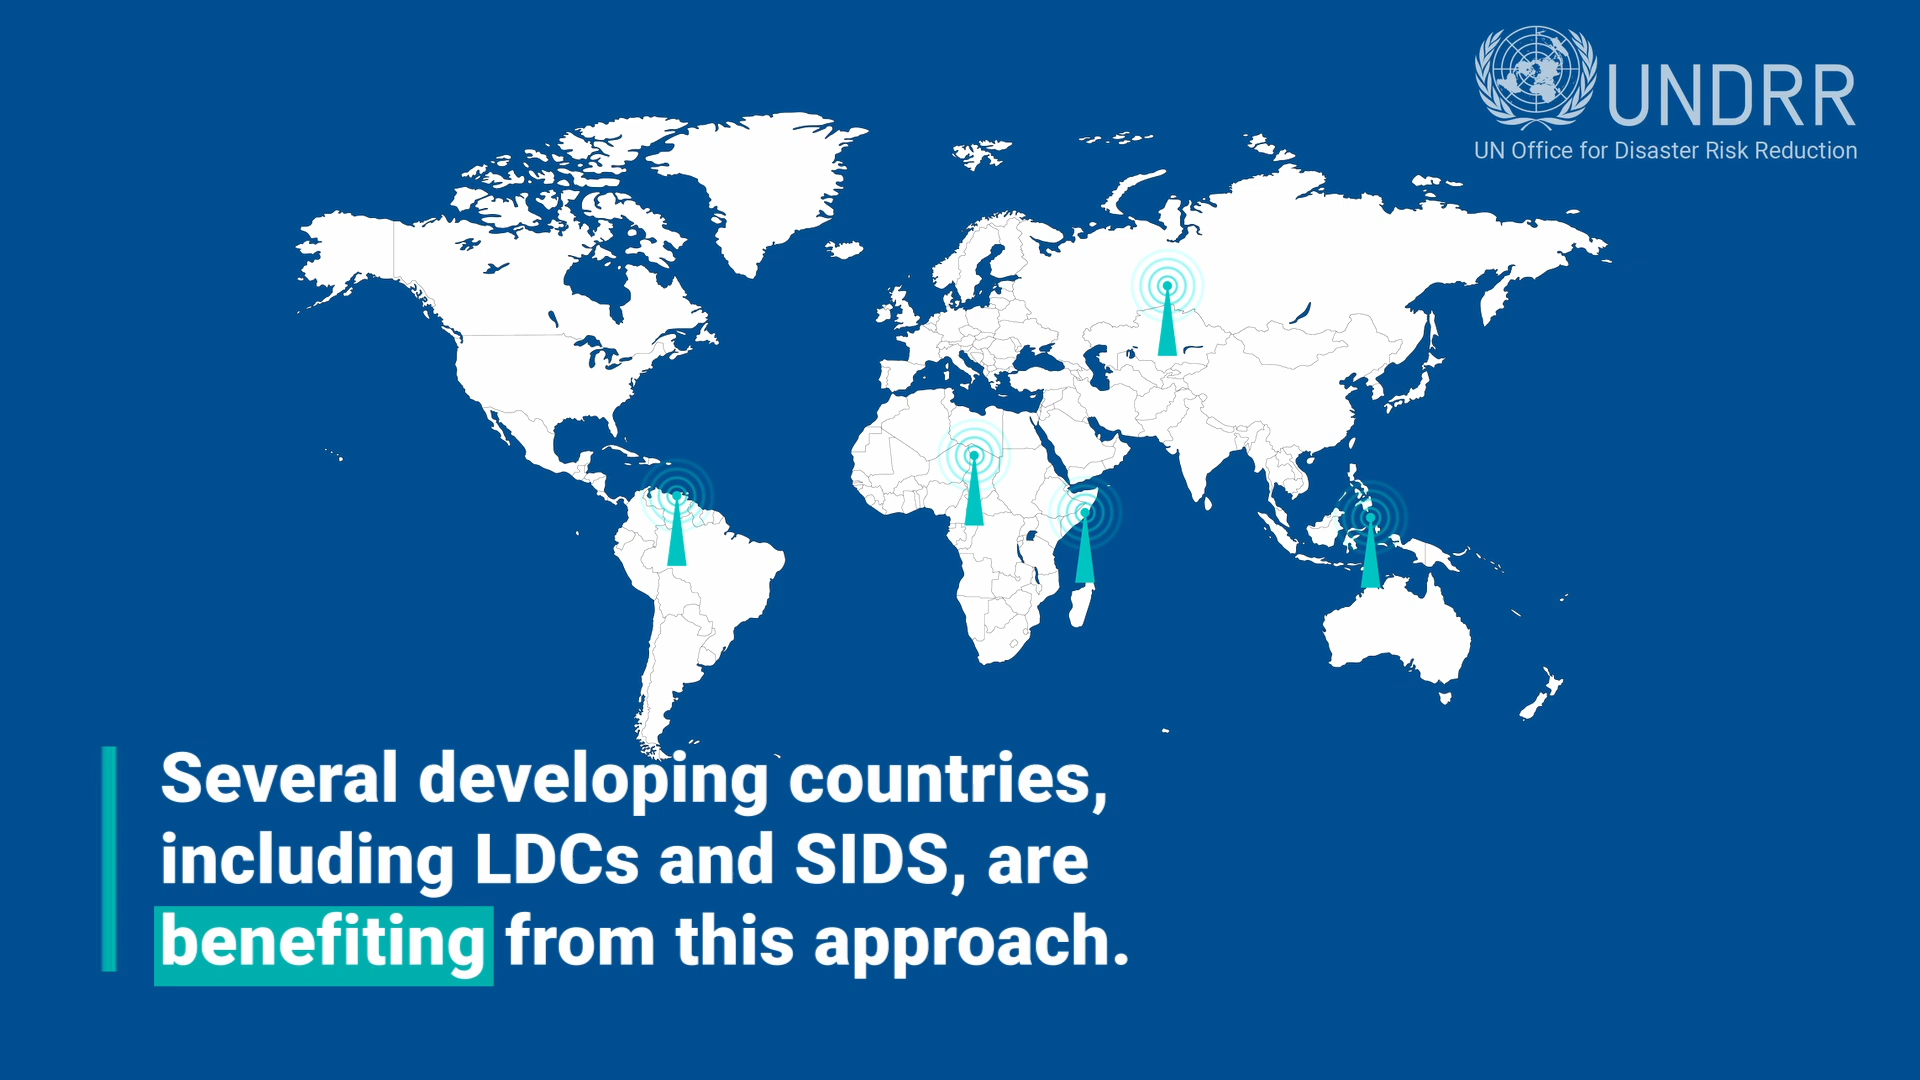 UNDRR
UN Office for Disaster Risk Reduction
Several developing countries,
including LDCs and SIDS, are
benefiting from this approach.